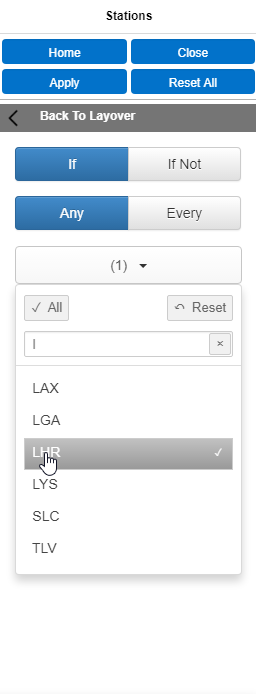 Stations
Home Close
Apply Reset All
Back To Layover
If If Not
Any Every
(1)
All Reset
l
LAX
LGA
LHR
LYS
SLC
TLV